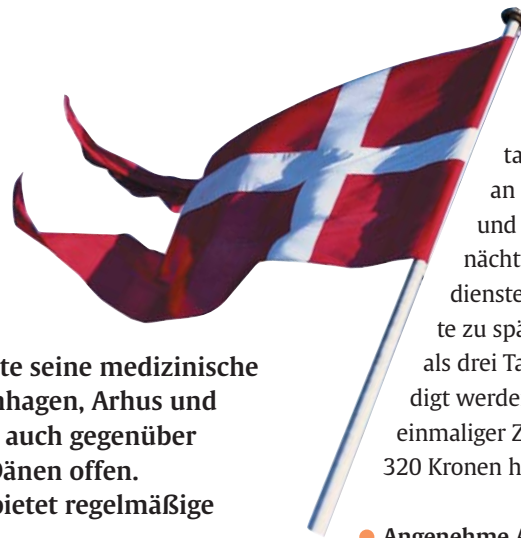 te seine medizinische
nhagen, Arhus und
auch gegenüber
Dänen offen.
bietet regelmäßige
ta
an
und
nächt
dienste
te zu spä
als drei Ta
digt werde
einmaliger Z
320 Kronen h
Angenehme A